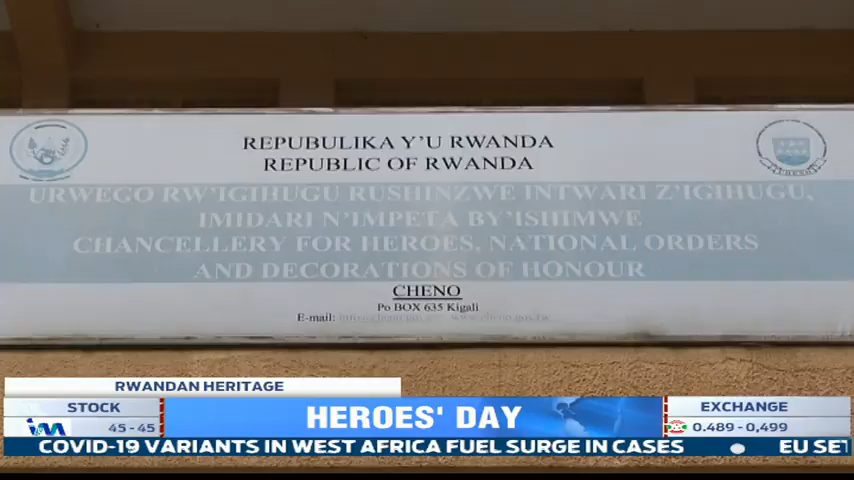 REPUBULIKA Y'U RWANDA
REPUBLIC OF RWANDA
URWEGO RW'IGIHUGU RUSHINZWE INTWARI Z'IGIHUGU,
IMIDARI N'IMPETA BY'ISHIMWE
CHANCELLERY FOR HEROES, NATIONAL ORDERS
AND DECORATIONS OF HONOUR
CHENO
Po BOX 635 Kigali
E-mail:
RWANDAN HERITAGE
STOCK
45-45
HEROES' DAY
EXCHANGE
0.489-0,499
COVID-19 VARIANTS IN WEST AFRICA FUEL SURGE IN CASES
EU SET